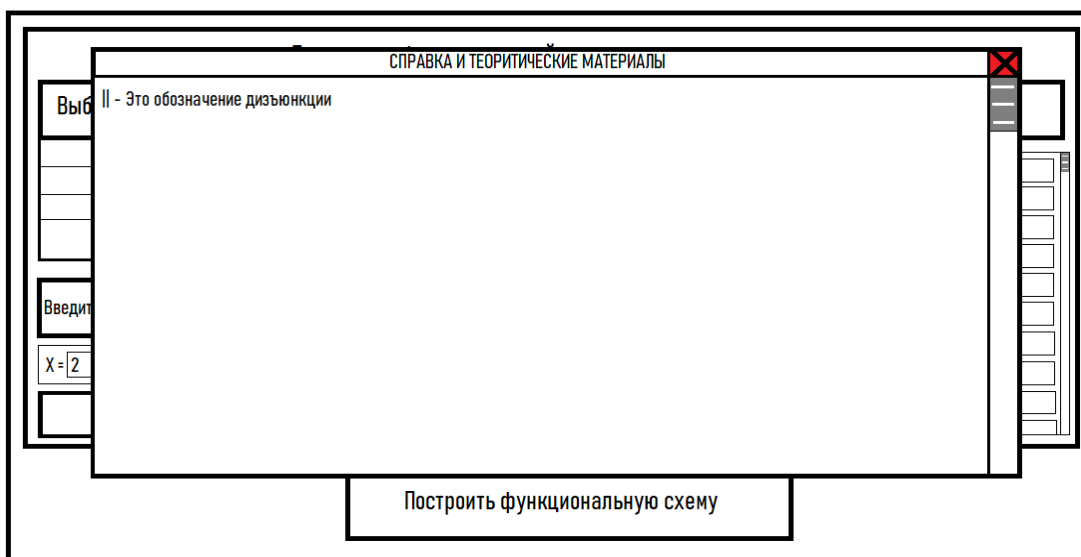 СПРАВКА И ТЕОРИТИЧЕСКИЕ МАТЕРИАЛЫ
|| - Это обозначение дизъюнкции
Выб
Введит
X = 2
Построить функциональную схему